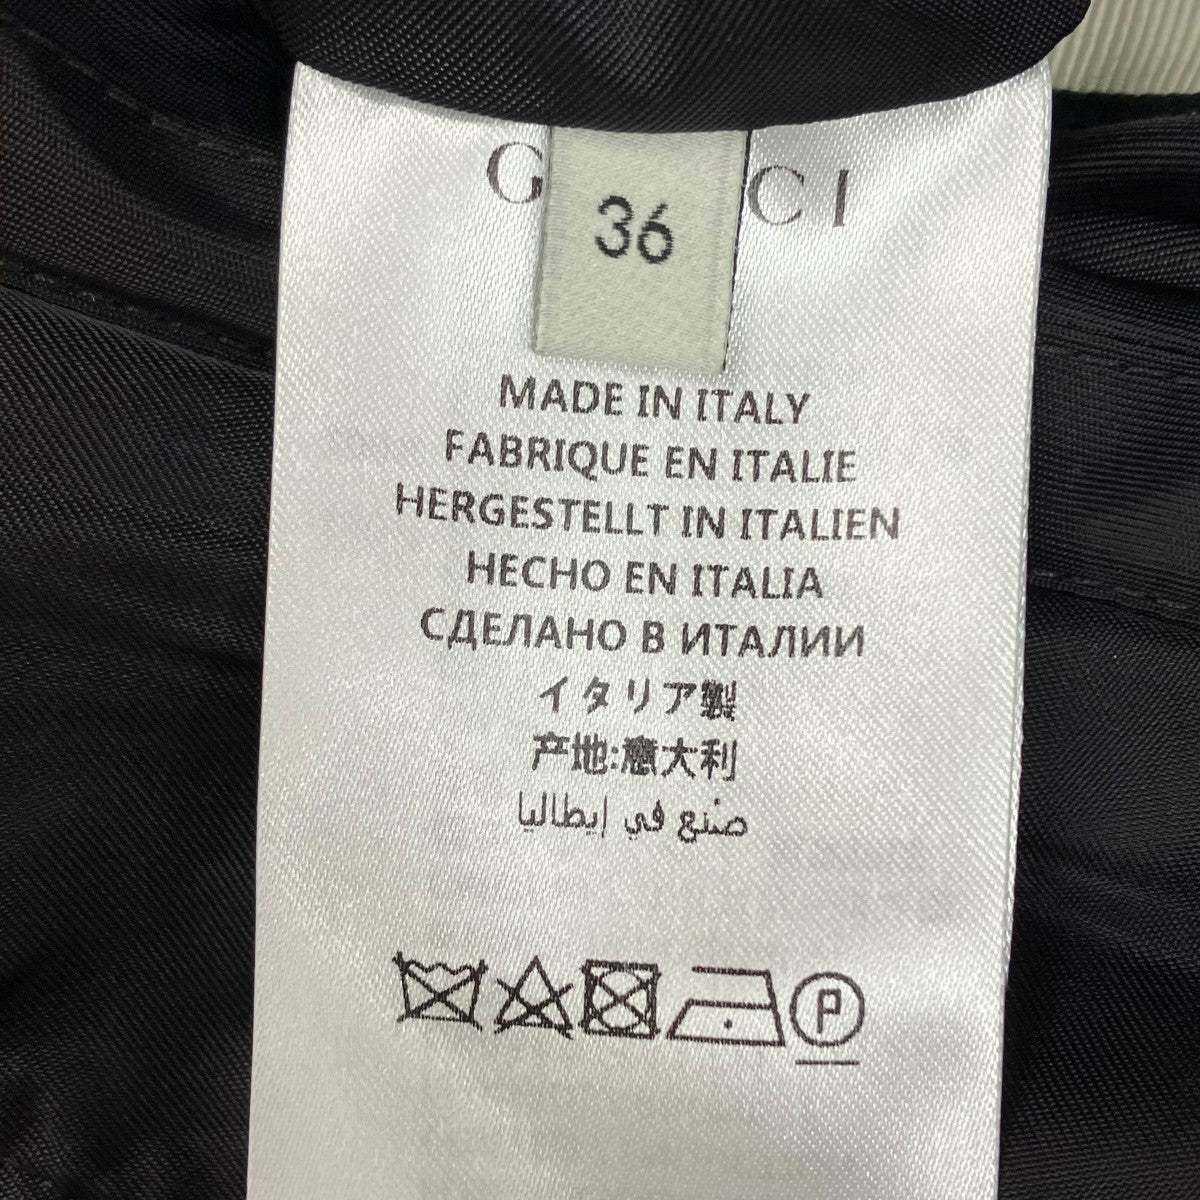 G CI
36
MADE IN ITALY
FABRIQUE EN ITALIE
HERGESTELLT IN ITALIEN
HECHO EN ITALIA
СДЕЛАНО В ИТАЛИИ
イタリア製
产地:意大利
صنع في إيطاليا
P